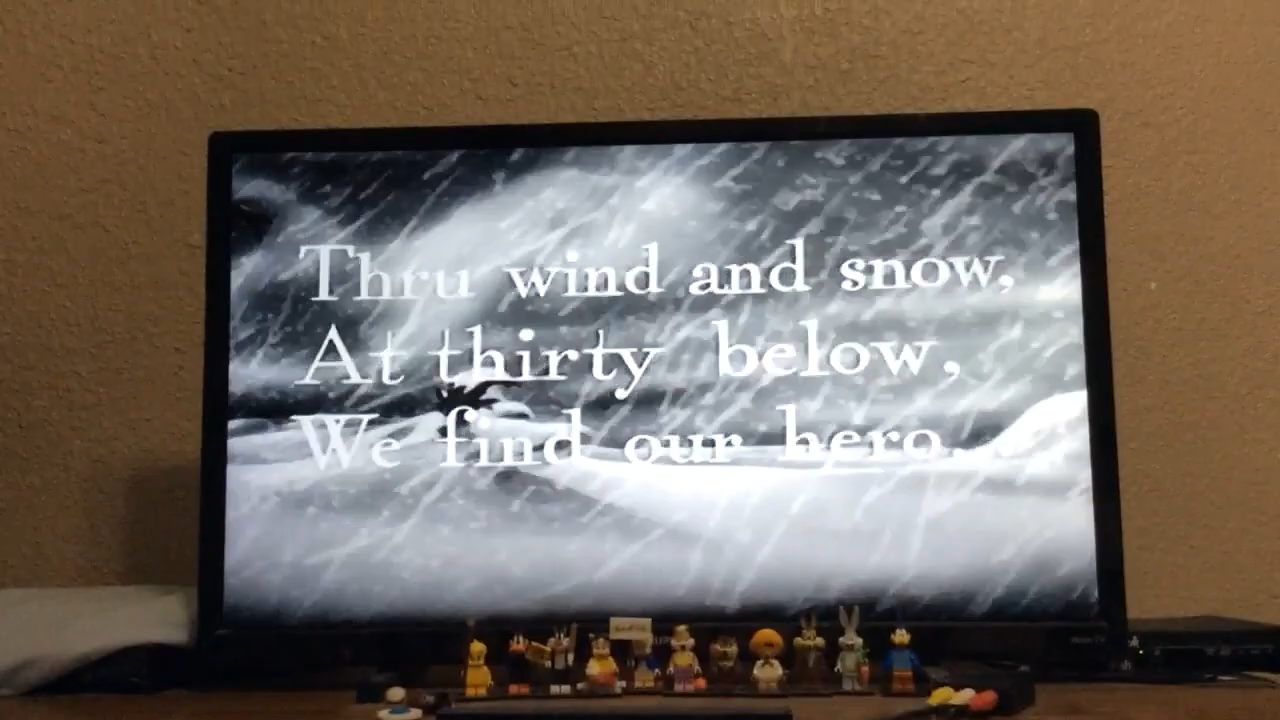 Thru wind and snow,
At thirty below,
We find our hero...